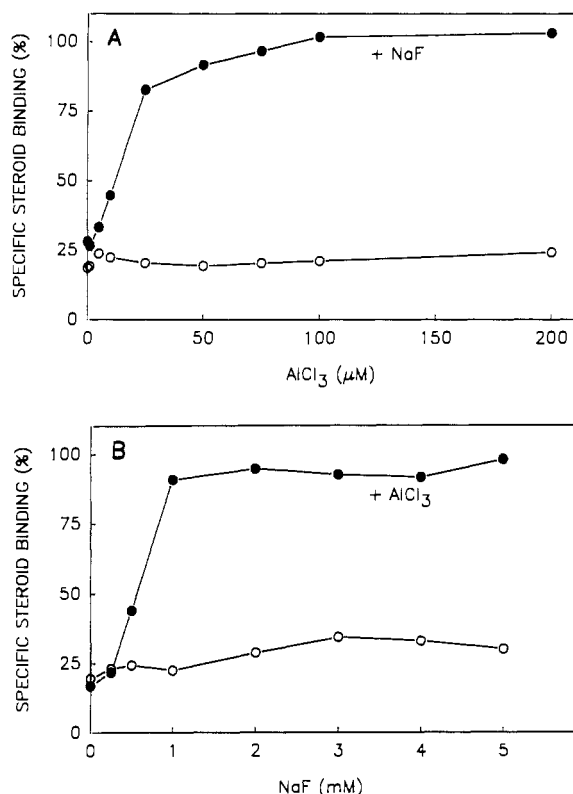 A
SPECIFIC STEROID BINDING (%)
100
75
50
25
0
+ NaF
0
50
100
150
200
AlCl₃ (μM)
B
SPECIFIC STEROID BINDING (%)
100
75
50
25
0
+ AlCl₃
0
1
2
3
4
5
NaF (mM)